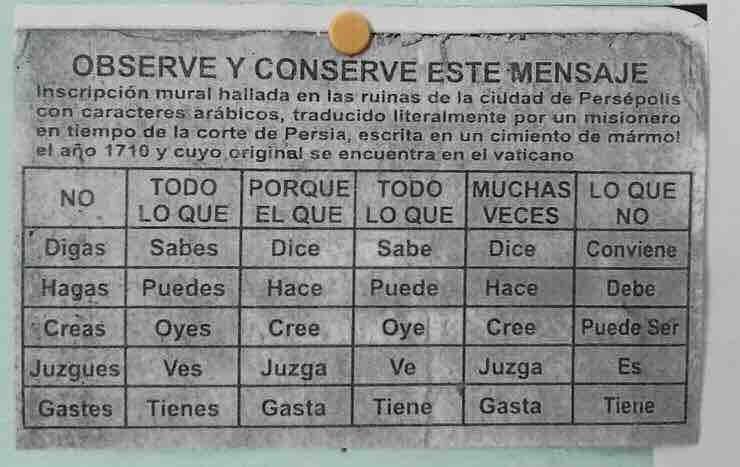 OBSERVE Y CONSERVE ESTE MENSAJE
Inscripción mural hallada en las ruinas de la ciudad de Persépolis
con caracteres arábicos, traducido literalmente por un misionero
en tiempo de la corte de Persia, escrita en un cimiento de mármol
el año 1710 y cuyo original se encuentra en el vaticano
NO TODO LO QUE PORQUE EL QUE TODO LO QUE MUCHAS VECES LO QUE NO
Digas Sabes Dice Sabe Dice Conviene
Hagas Puedes Hace Puede Hace Debe
Creas Oyes Cree Oye Cree Puede Ser
Juzgues Ves Juzga Ve Juzga Es
Gastes Tienes Gasta Tiene Gasta Tiene